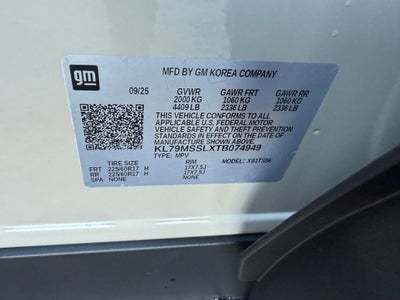 gm
MFD BY GM KOREA COMPANY
09/25 GVWR GAWR FRT GAWR RR
2000 KG 1060 KG 1060 KG
4409 LB 2336 LB 2336 LB
THIS VEHICLE CONFORMS TO ALL
APPLICABLE U.S. FEDERAL MOTOR
VEHICLE SAFETY AND THEFT PREVENTION
STANDARDS IN EFFECT ON THE DATE OF
MANUFACTURE SHOWN ABOVE.
KL79MSSLXTB074949
TYPE: MPV MODEL: X91TS56
TIRE SIZE RIM
FRT 225/60R17 H 17X7.5J
RR 225/60R17 H 17X7.5J
SPA NONE NONE